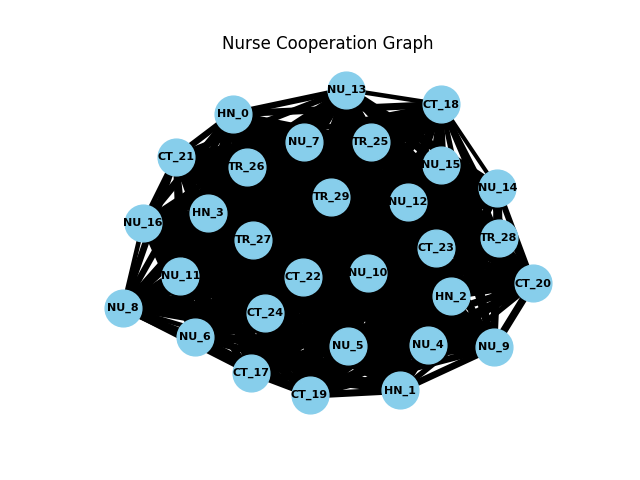 Nurse Cooperation Graph
NU_13
CT_18
HN_0
NU_7
TR_25
CT_21
TR_26
NU_15
NU_14
TR_29
NU_12
HN_3
NU_16
TR_27
TR_28
CT_23
NU_11
CT_22
NU_10
CT_20
HN_2
NU_8
CT_24
NU_6
NU_5
NU_4
NU_9
CT_17
CT_19
HN_1